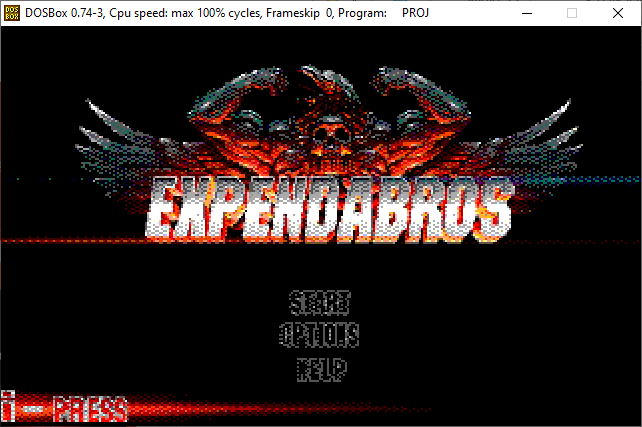 DOSBox 0.74-3, Cpu speed: max 100% cycles, Frameskip 0, Program: PROJ
EXPENDABROS
START
OPTIONS
HELP
i - PRESS